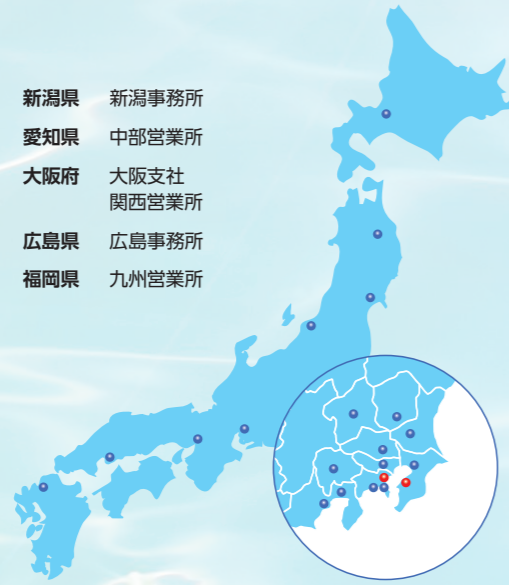 新潟県 新潟事務所
愛知県 中部営業所
大阪府 大阪支社
関西営業所
広島県 広島事務所
福岡県 九州営業所